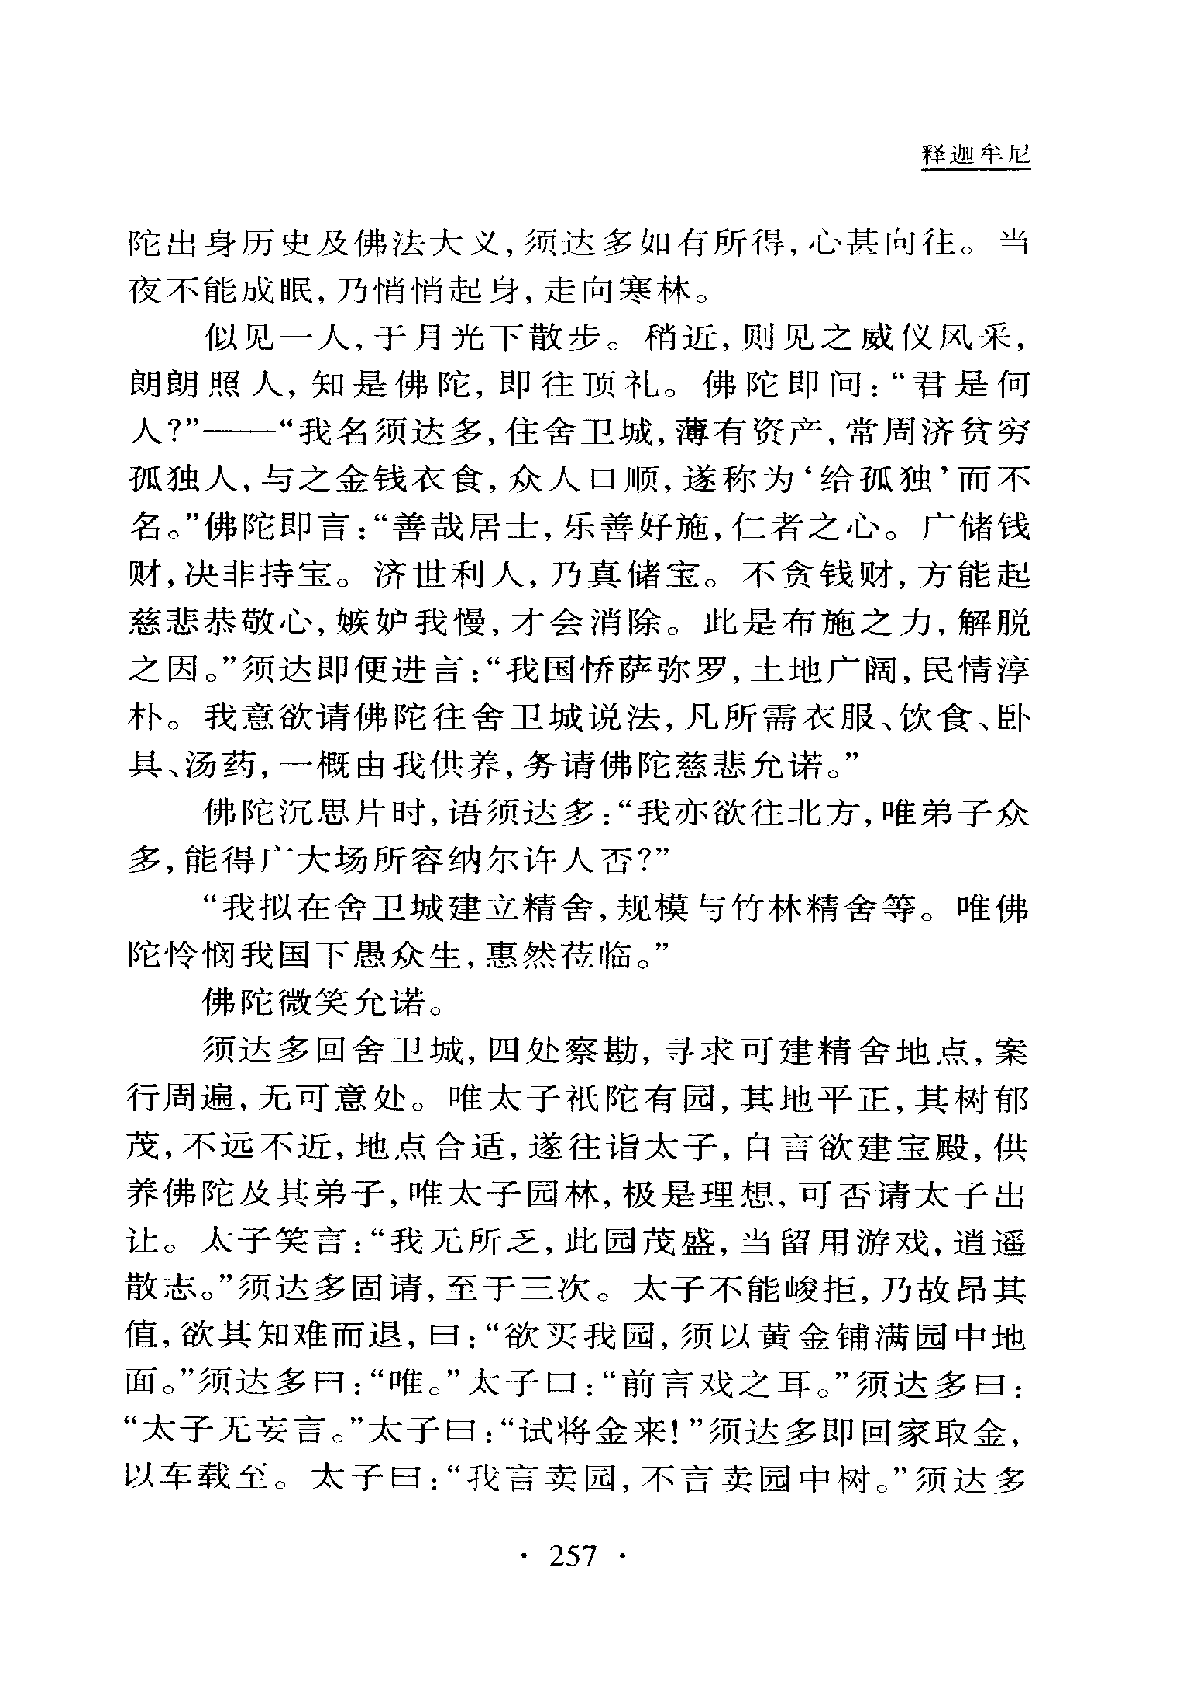 释迦牟尼
陀出身历史及佛法大义,须达多如有所得,心甚向往。当
夜不能成眠,乃悄悄起身,走向寒林。
似见一人,于月光下散步。稍近,则见之威仪风采,
朗朗照人,知是佛陀,即往顶礼。佛陀即问:“君是何
人?”——“我名须达多,住舍卫城,薄有资产,常周济贫穷
孤独人,与之金钱衣食,众人口顺,遂称为‘给孤独’而不
名。”佛陀即言:“善哉居士,乐善好施,仁者之心。广储钱
财,决非持宝。济世利人,乃真储宝。不贪钱财,方能起
慈悲恭敬心,嫉妒我慢,才会消除。此是布施之力,解脱
之因。”须达即便进言:“我国㤭萨弥罗,土地广阔,民情淳
朴。我意欲请佛陀往舍卫城说法,凡所需衣服、饮食、卧
具、汤药,一概由我供养,务请佛陀慈悲允诺。”
佛陀沉思片时,语须达多:“我亦欲往北方,唯弟子众
多,能得广大场所容纳尔许人否?”
“我拟在舍卫城建立精舍,规模与竹林精舍等。唯佛
陀怜悯我国下愚众生,惠然莅临。”
佛陀微笑允诺。
须达多回舍卫城,四处察勘,寻求可建精舍地点,案
行周遍,无可意处。唯太子祇陀有园,其地平正,其树郁
茂,不远不近,地点合适,遂往诣太子,白言欲建宝殿,供
养佛陀及其弟子,唯太子园林,极是理想,可否请太子出
让。太子笑言:“我无所乏,此园茂盛,当留用游戏,逍遥
散志。”须达多固请,至于三次。太子不能峻拒,乃故昂其
值,欲其知难而退,曰:“欲买我园,须以黄金铺满园中地
面。”须达多曰:“唯。”太子曰:“前言戏之耳。”须达多曰:
“太子无妄言。”太子曰:“试将金来!”须达多即回家取金,
以车载至。太子曰:“我言卖园,不言卖园中树。”须达多
· 257 ·